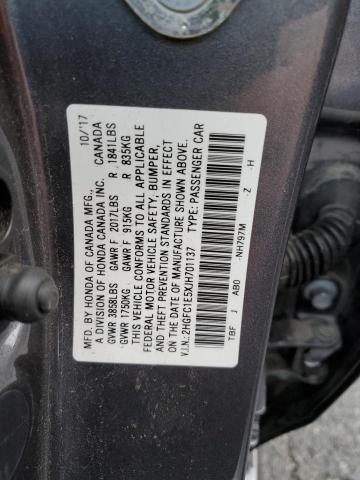 MFD. BY HONDA OF CANADA MFG., 10/'17
A DIVISION OF HONDA CANADA INC. CANADA
GVWR 3858LBS GAWR F 2017LBS R 1841LBS
GVWR 1750KG GAWR F 915KG R 835KG
THIS VEHICLE CONFORMS TO ALL APPLICABLE
FEDERAL MOTOR VEHICLE SAFETY, BUMPER,
AND THEFT PREVENTION STANDARDS IN EFFECT
ON THE DATE OF MANUFACTURE SHOWN ABOVE.
V.I.N.: 2HGFC1E5XJH701137 TYPE: PASSENGER CAR
NH797M Z -H
TBF J AB0